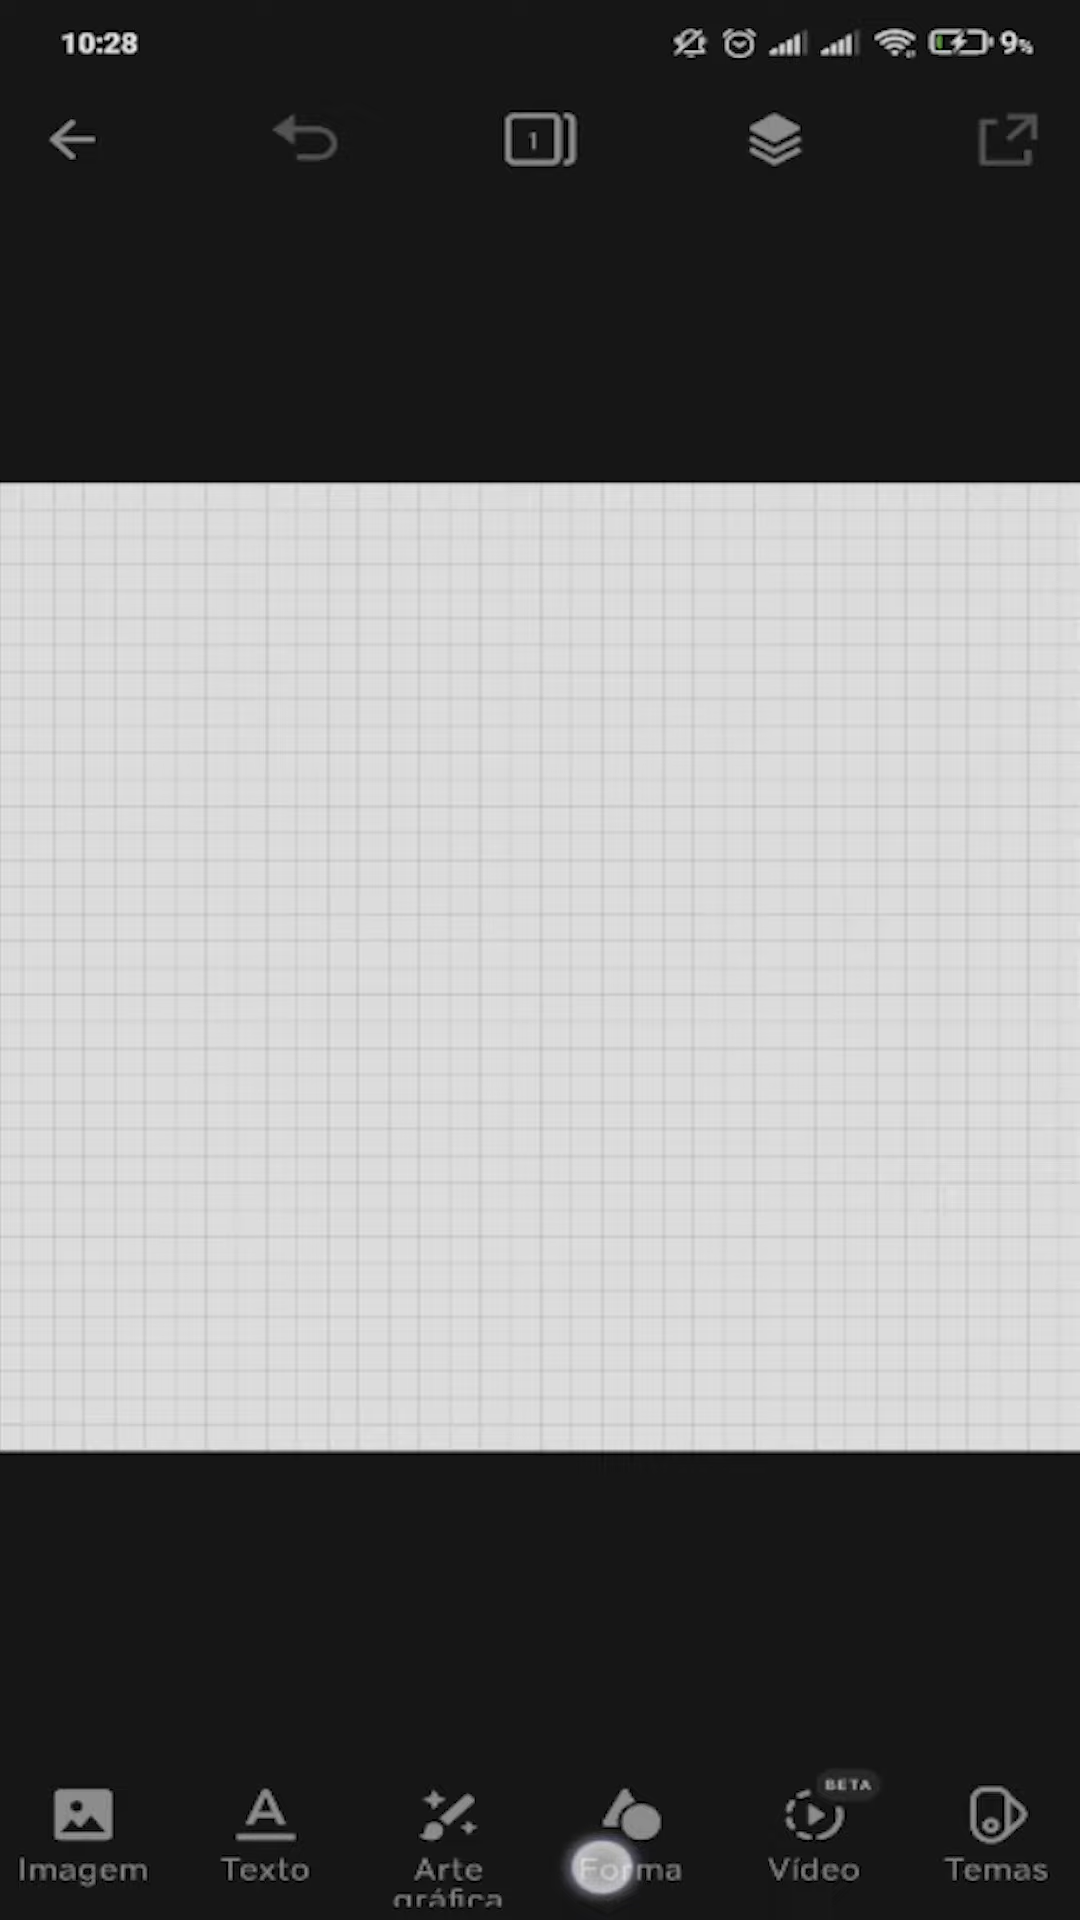 10:28
9%
1
BETA
Imagem
Texto
Arte
gráfica
Forma
Vídeo
Temas